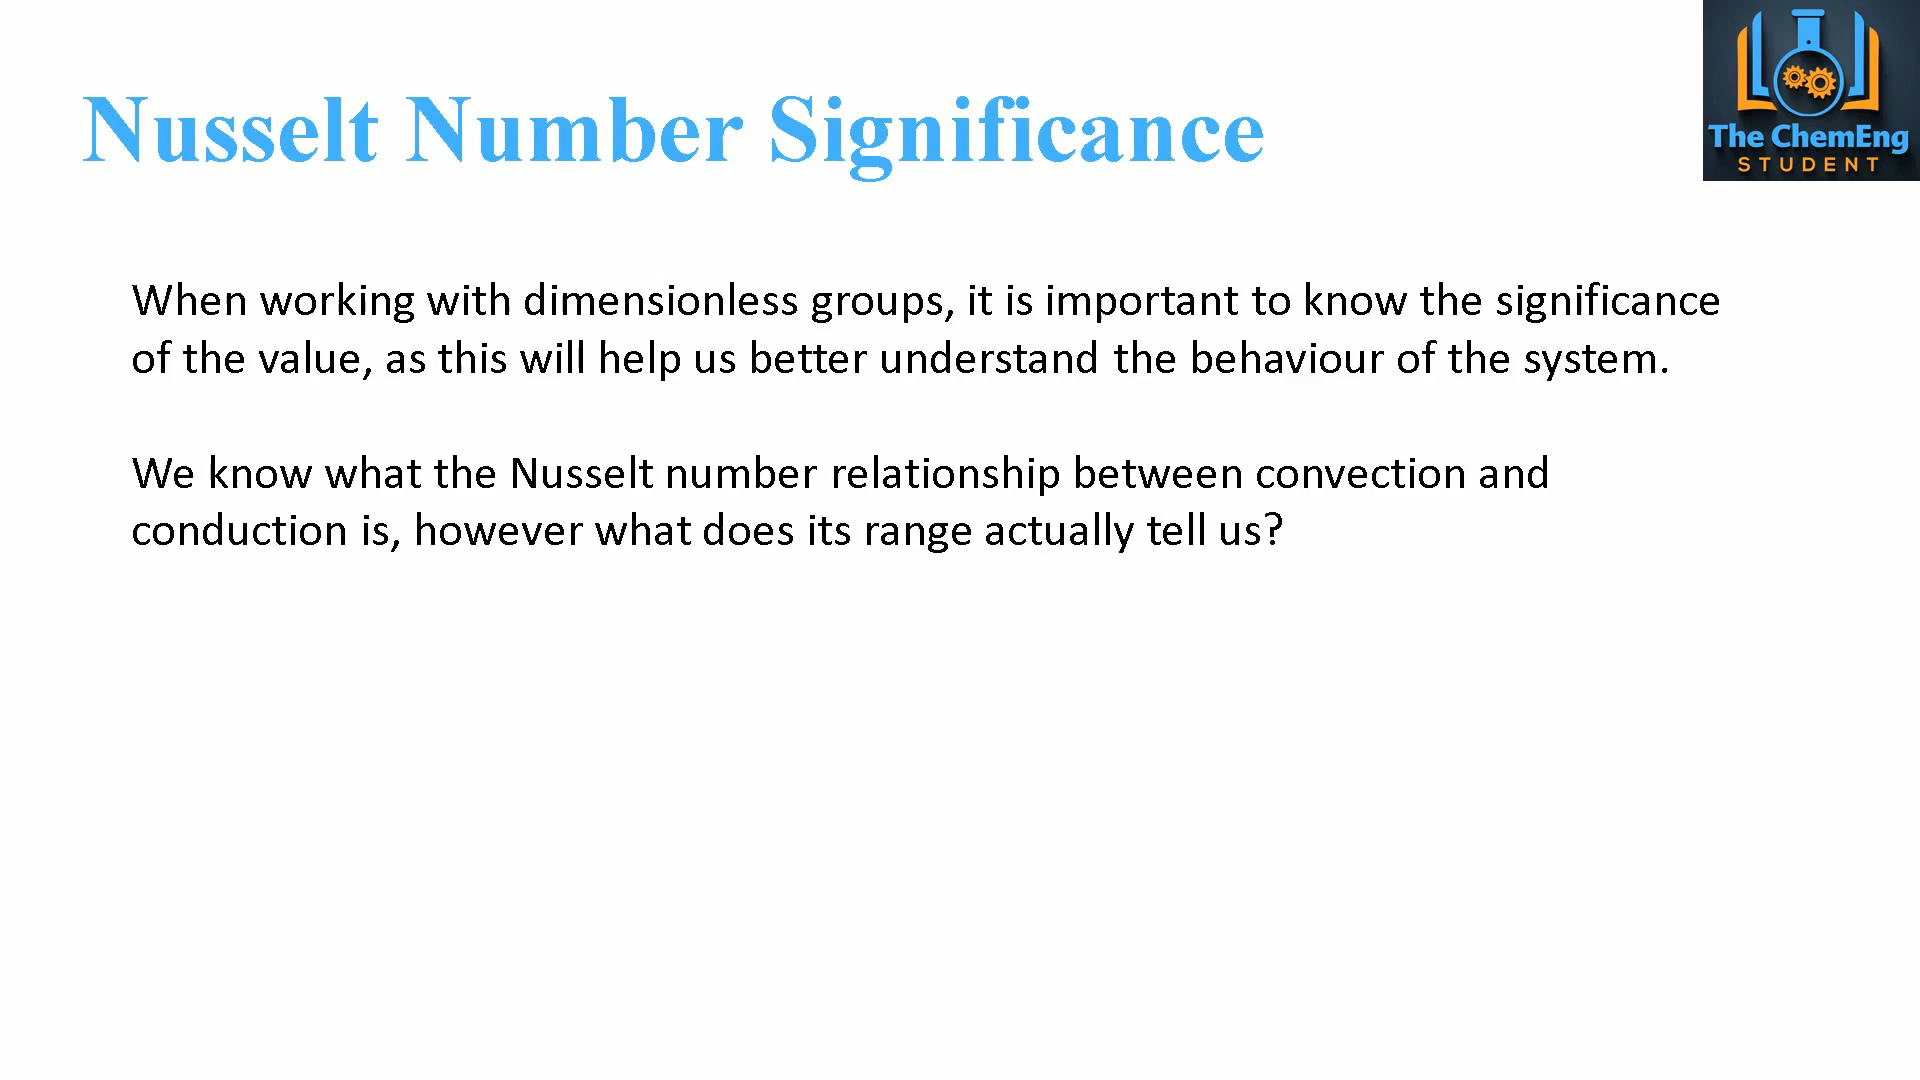 Nusselt Number Significance
The ChemEng
STUDENT
When working with dimensionless groups, it is important to know the significance
of the value, as this will help us better understand the behaviour of the system.
We know what the Nusselt number relationship between convection and
conduction is, however what does its range actually tell us?